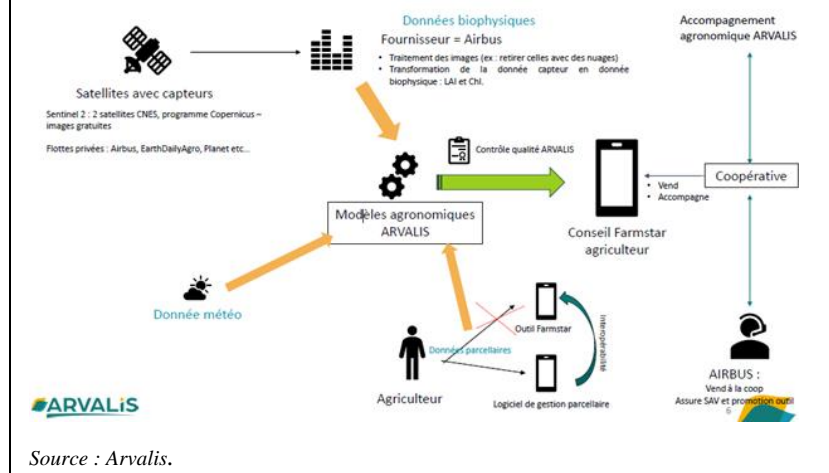 Données biophysiques
Fournisseur = Airbus
• Traitement des images (ex : retirer celles avec des nuages)
• Transformation de la donnée capteur en donnée
biophysique : LAI et Chl.
Accompagnement
agronomique ARVALIS
Satellites avec capteurs
Sentinel 2 : 2 satellites CNES, programme Copernicus –
images gratuites
Flottes privées : Airbus, EarthDailyAgro, Planet etc...
Contrôle qualité ARVALIS
Modèles agronomiques
ARVALIS
Conseil Farmstar
agriculteur
Coopérative
• Vend
• Accompagne
Donnée météo
Données parcellaires
Outil Farmstar
Interopérabilité
Agriculteur
Logiciel de gestion parcellaire
AIRBUS :
Vend à la coop
Assure SAV et promotion outil
6
ARVALIS
Source : Arvalis.